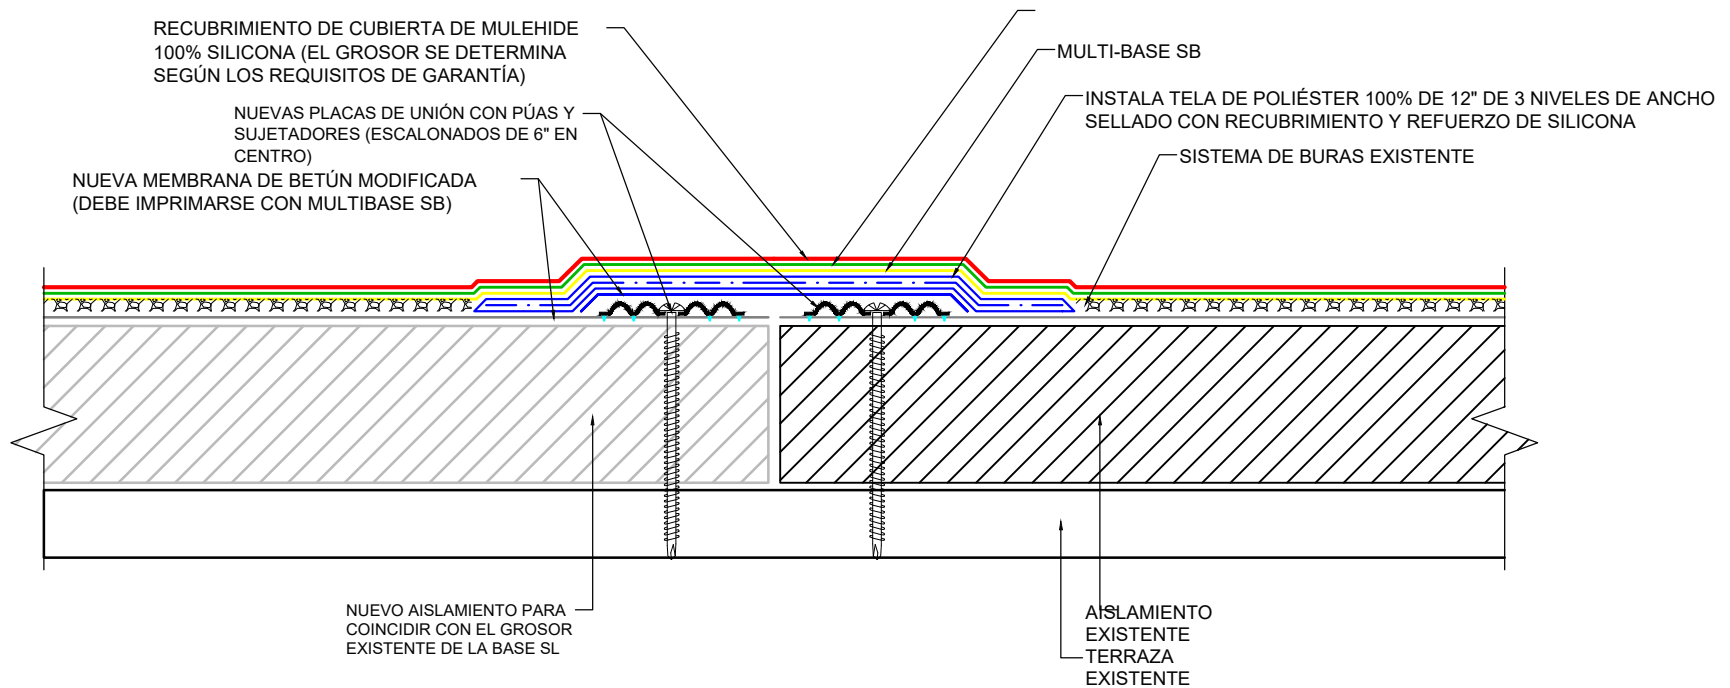 RECUBRIMIENTO DE CUBIERTA DE MULEHIDE
100% SILICONA (EL GROSOR SE DETERMINA
SEGÚN LOS REQUISITOS DE GARANTÍA)
NUEVAS PLACAS DE UNIÓN CON PÚAS Y
SUJETADORES (ESCALONADOS DE 6" EN
CENTRO)
NUEVA MEMBRANA DE BETÚN MODIFICADA
(DEBE IMPRIMARSE CON MULTIBASE SB)
MULTI-BASE SB
INSTALA TELA DE POLIÉSTER 100% DE 12" DE 3 NIVELES DE ANCHO
SELLADO CON RECUBRIMIENTO Y REFUERZO DE SILICONA
SISTEMA DE BURAS EXISTENTE
NUEVO AISLAMIENTO PARA
COINCIDIR CON EL GROSOR
EXISTENTE DE LA BASE SL
AISLAMIENTO
EXISTENTE
TERRAZA
EXISTENTE